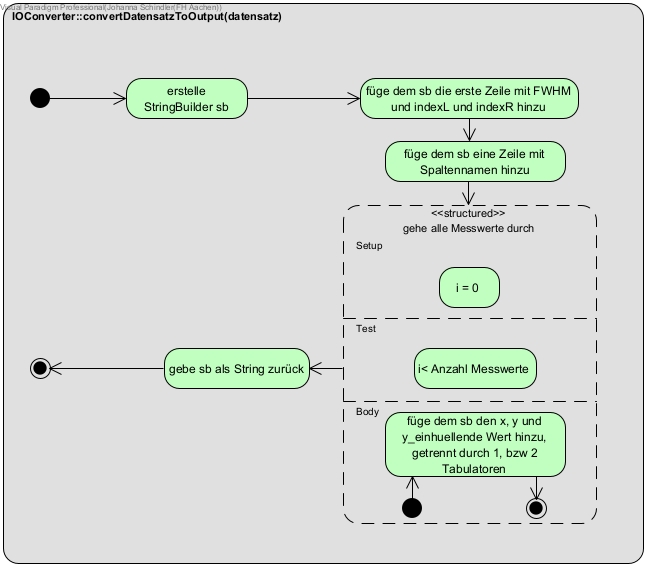 Visual Paradigm Professional(Johanna Schindler(FH Aachen))
IOConverter::convertDatensatzToOutput(datensatz)
erstelle
StringBuilder sb
füge dem sb die erste Zeile mit FWHM
und indexL und indexR hinzu
füge dem sb eine Zeile mit
Spaltennamen hinzu
<<structured>>
gehe alle Messwerte durch
Setup
i = 0
Test
i< Anzahl Messwerte
gebe sb als String zurück
Body
füge dem sb den x, y und
y_einhuellende Wert hinzu,
getrennt durch 1, bzw 2
Tabulatoren